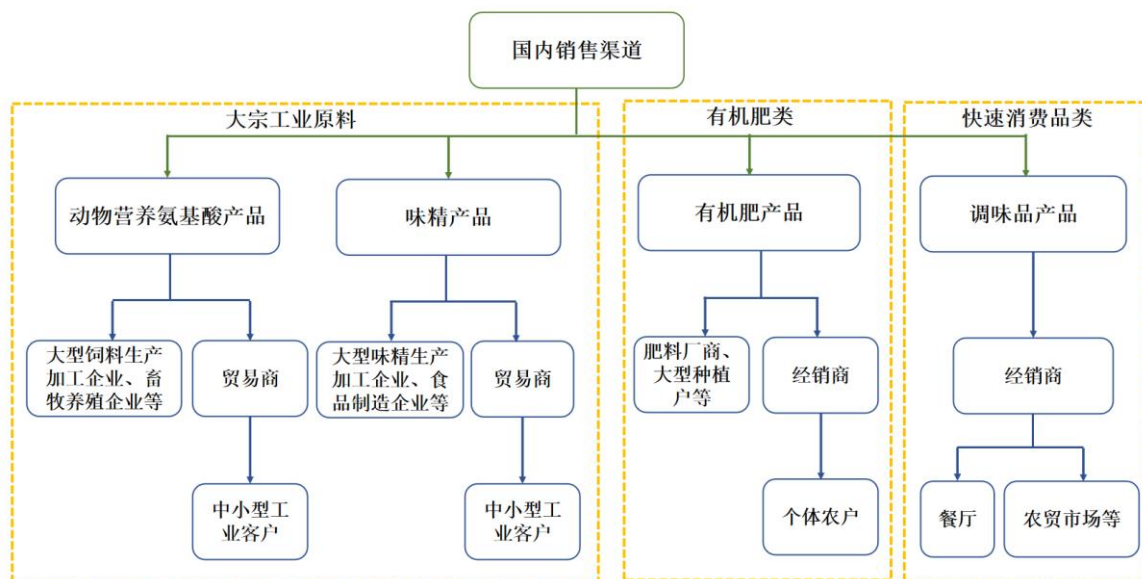 国内销售渠道
大宗工业原料
有机肥类
快速消费品类
动物营养氨基酸产品
味精产品
有机肥产品
调味品产品
大型饲料生产
加工企业、畜
牧养殖企业等
贸易商
大型味精生产
加工企业、食
品制造企业等
贸易商
肥料厂商、
大型种植
户等
经销商
经销商
中小型工
业客户
中小型工
业客户
个体农户
餐厅
农贸市场等